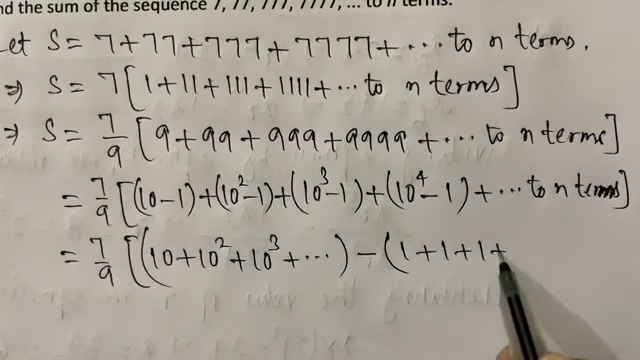 nd the sum of the sequence 7, 77, 777, 7777, ... to n terms.
Let S = 7+77+777+7777+ ... to n terms.
⇒ S = 7[1+11+111+1111+ ... to n terms]
⇒ S = 7/9 [9+99+999+9999 + ... to n terms]
= 7/9 [(10-1)+(10²-1)+(10³-1)+(10⁴-1)+ ... to n terms]
= 7/9 [(10+10²+10³+ ...) - (1+1+1+